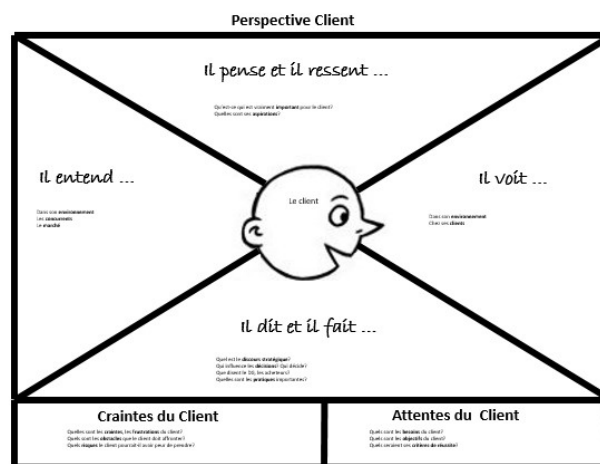 Perspective Client
Il pense et il ressent ...
Qu'est-ce qui est vraiment important pour le client?
Quelles sont ses aspirations?
Il entend ...
Dans son environnement
Les concurrents
Le marché
Le client
Il voit ...
Dans son environnement
Chez ses clients
Il dit et il fait ...
Quel est le discours stratégique?
Qui influence les décisions? Qui décide?
Que disent le DG, les acheteurs?
Quelles sont les pratiques importantes?
Craintes du Client
Quelles sont les craintes, les frustrations du client?
Quels sont les obstacles que le client doit affronter?
Quels risques le client pourrait-il avoir peur de prendre?
Attentes du Client
Quels sont les besoins du client?
Quels sont les objectifs du client?
Quels seraient ses critères de réussite?